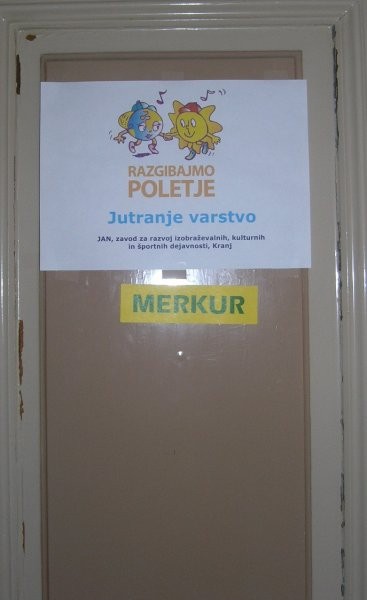 RAZGIBAJMO
POLETJE
Jutranje varstvo
JAN, zavod za razvoj izobraževalnih, kulturnih
in športnih dejavnosti, Kranj
MERKUR